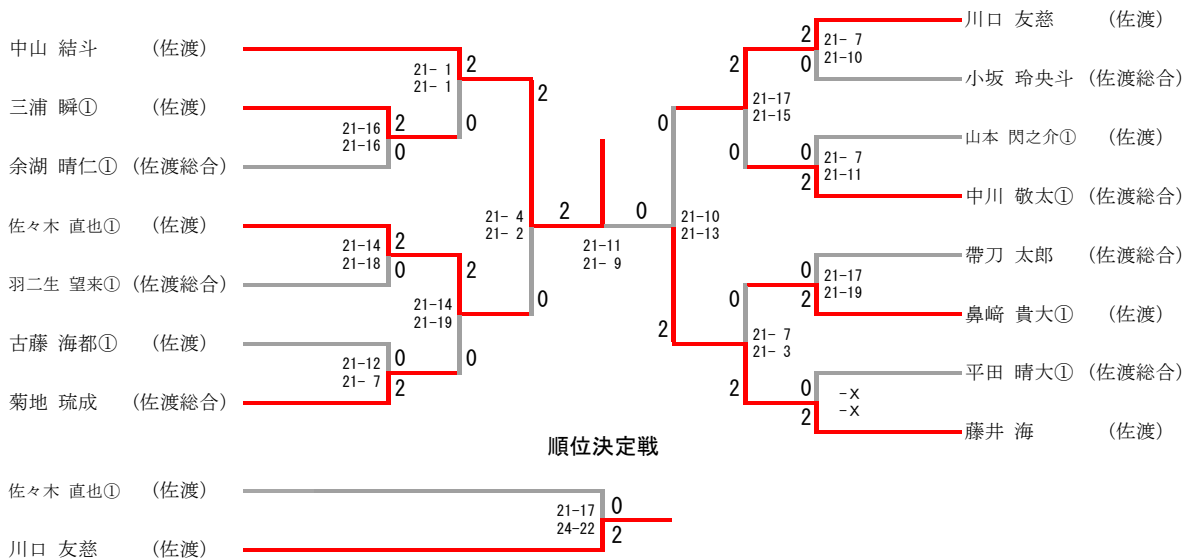 中山 結斗 (佐渡)
三浦 瞬① (佐渡)
余湖 晴仁① (佐渡総合)
佐々木 直也① (佐渡)
羽二生 望来① (佐渡総合)
古藤 海都① (佐渡)
菊地 琉成 (佐渡総合)
21- 1
21- 1
2
0
21-16
21-16
2
0
21-14
21-18
2
0
21-12
21- 7
0
2
21-14
21-19
2
0
21- 4
21- 2
2
0
2
0
21-11
21- 9
21-10
21-13
0
2
21-17
21-15
2
0
21- 7
21- 3
0
2
21- 7
21-10
2
0
21- 7
21-11
0
2
21-17
21-19
0
2
-X
-X
0
2
川口 友慈 (佐渡)
小坂 玲央斗 (佐渡総合)
山本 閃之介① (佐渡)
中川 敬太① (佐渡総合)
帶刀 太郎 (佐渡総合)
鼻﨑 貴大① (佐渡)
平田 晴大① (佐渡総合)
藤井 海 (佐渡)
順位決定戦
佐々木 直也① (佐渡)
川口 友慈 (佐渡)
21-17
24-22
0
2